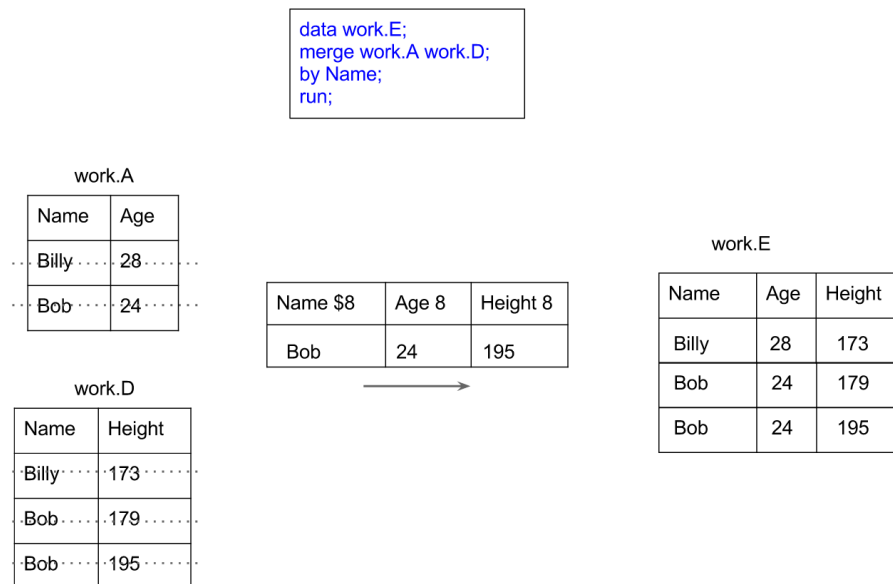 data work.E;
merge work.A work.D;
by Name;
run;
work.A
Name Age
Billy 28
Bob 24
work.D
Name Height
Billy 173
Bob 179
Bob 195
Name $8 Age 8 Height 8
Bob 24 195
work.E
Name Age Height
Billy 28 173
Bob 24 179
Bob 24 195